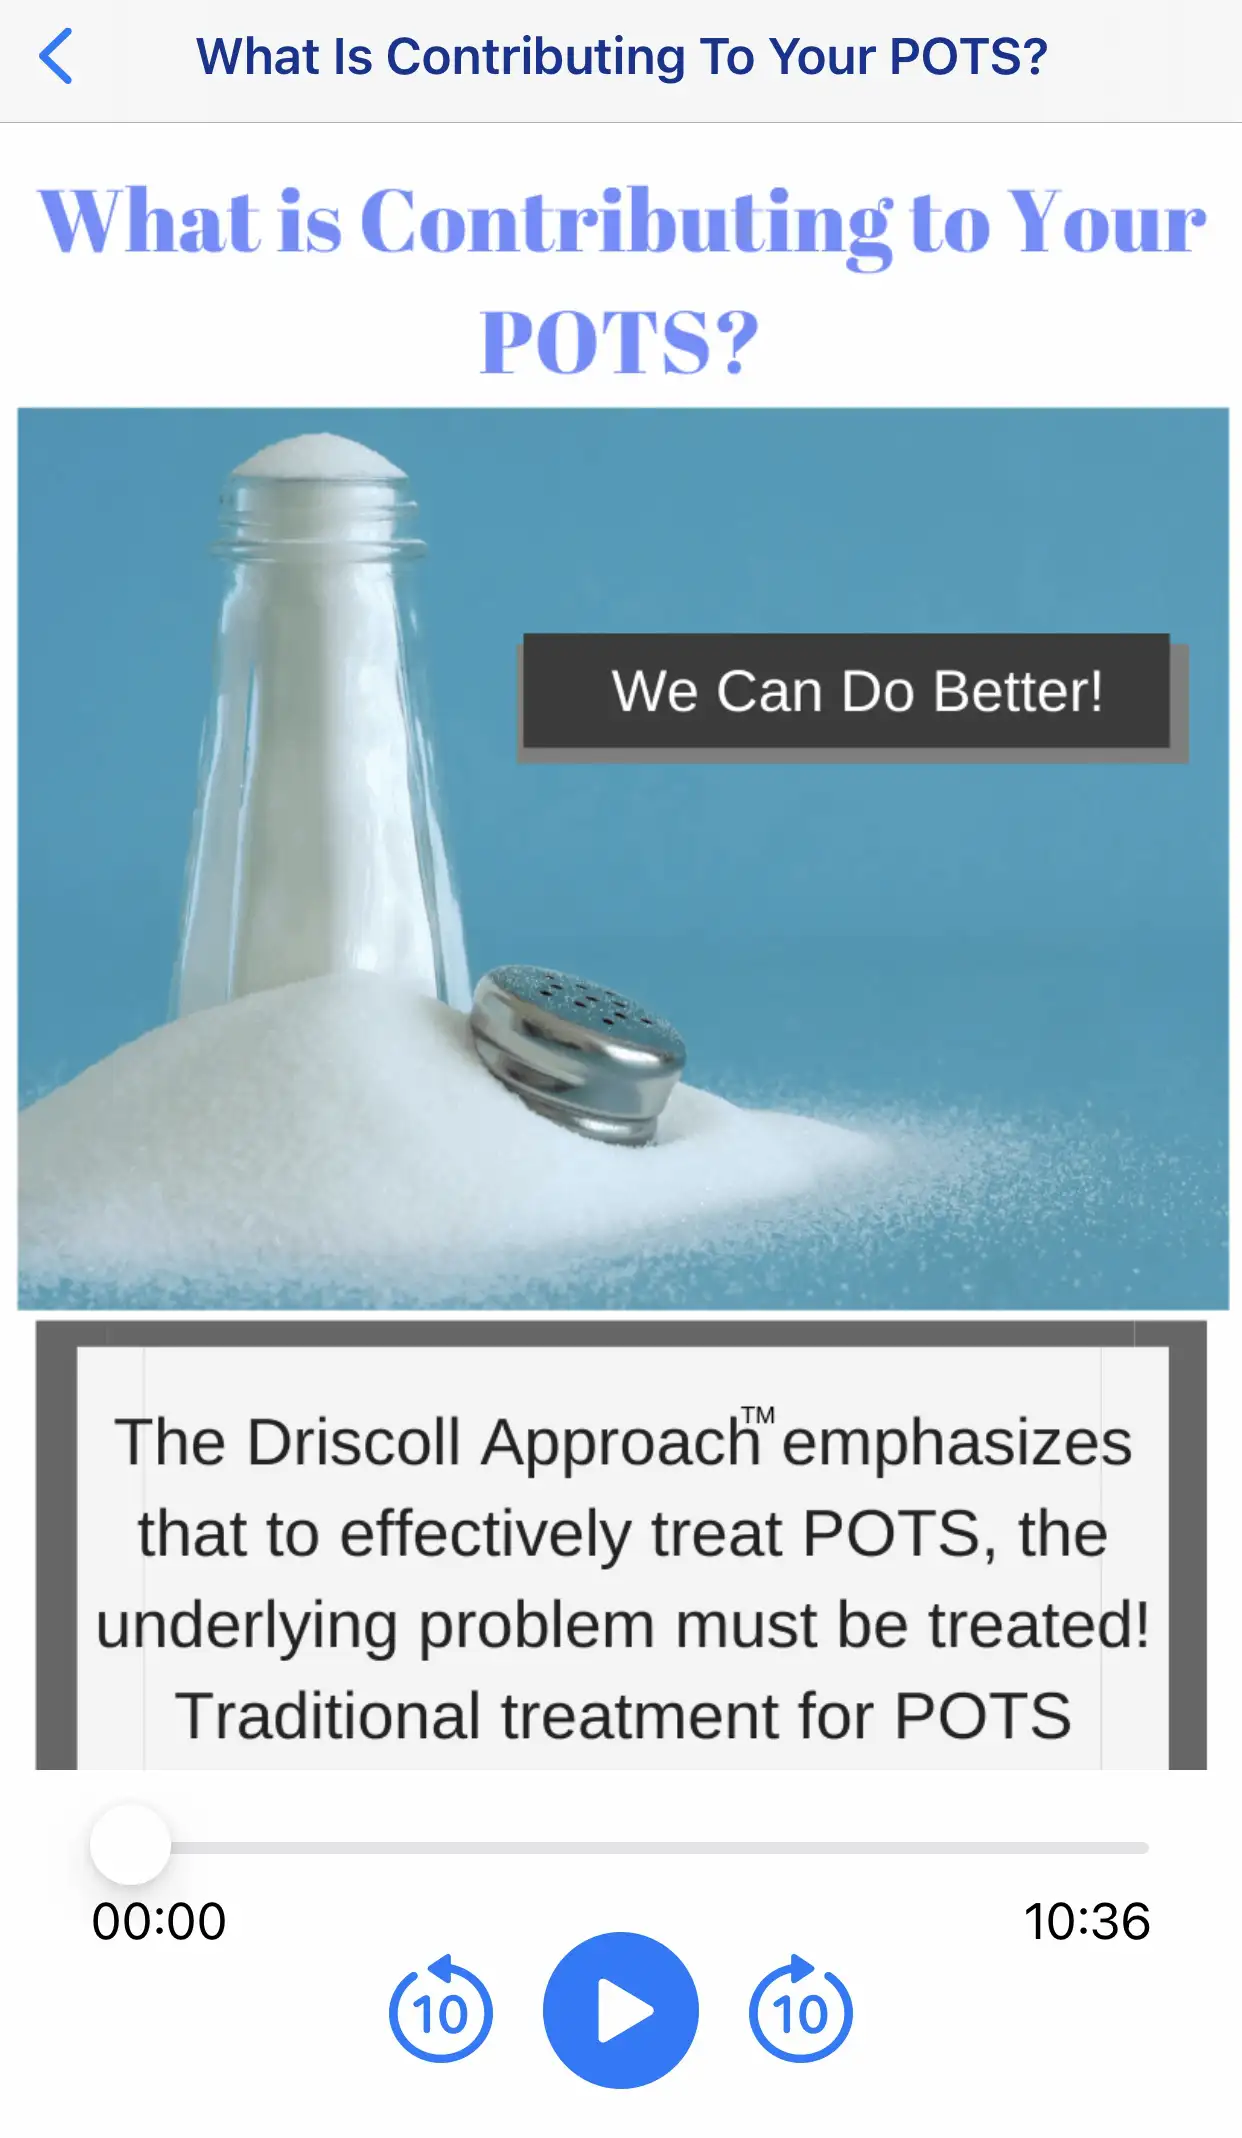 What Is Contributing To Your POTS?
What is Contributing to Your
POTS?
We Can Do Better!
The Driscoll Approach™ emphasizes
that to effectively treat POTS, the
underlying problem must be treated!
Traditional treatment for POTS
00:00
10:36
10
10